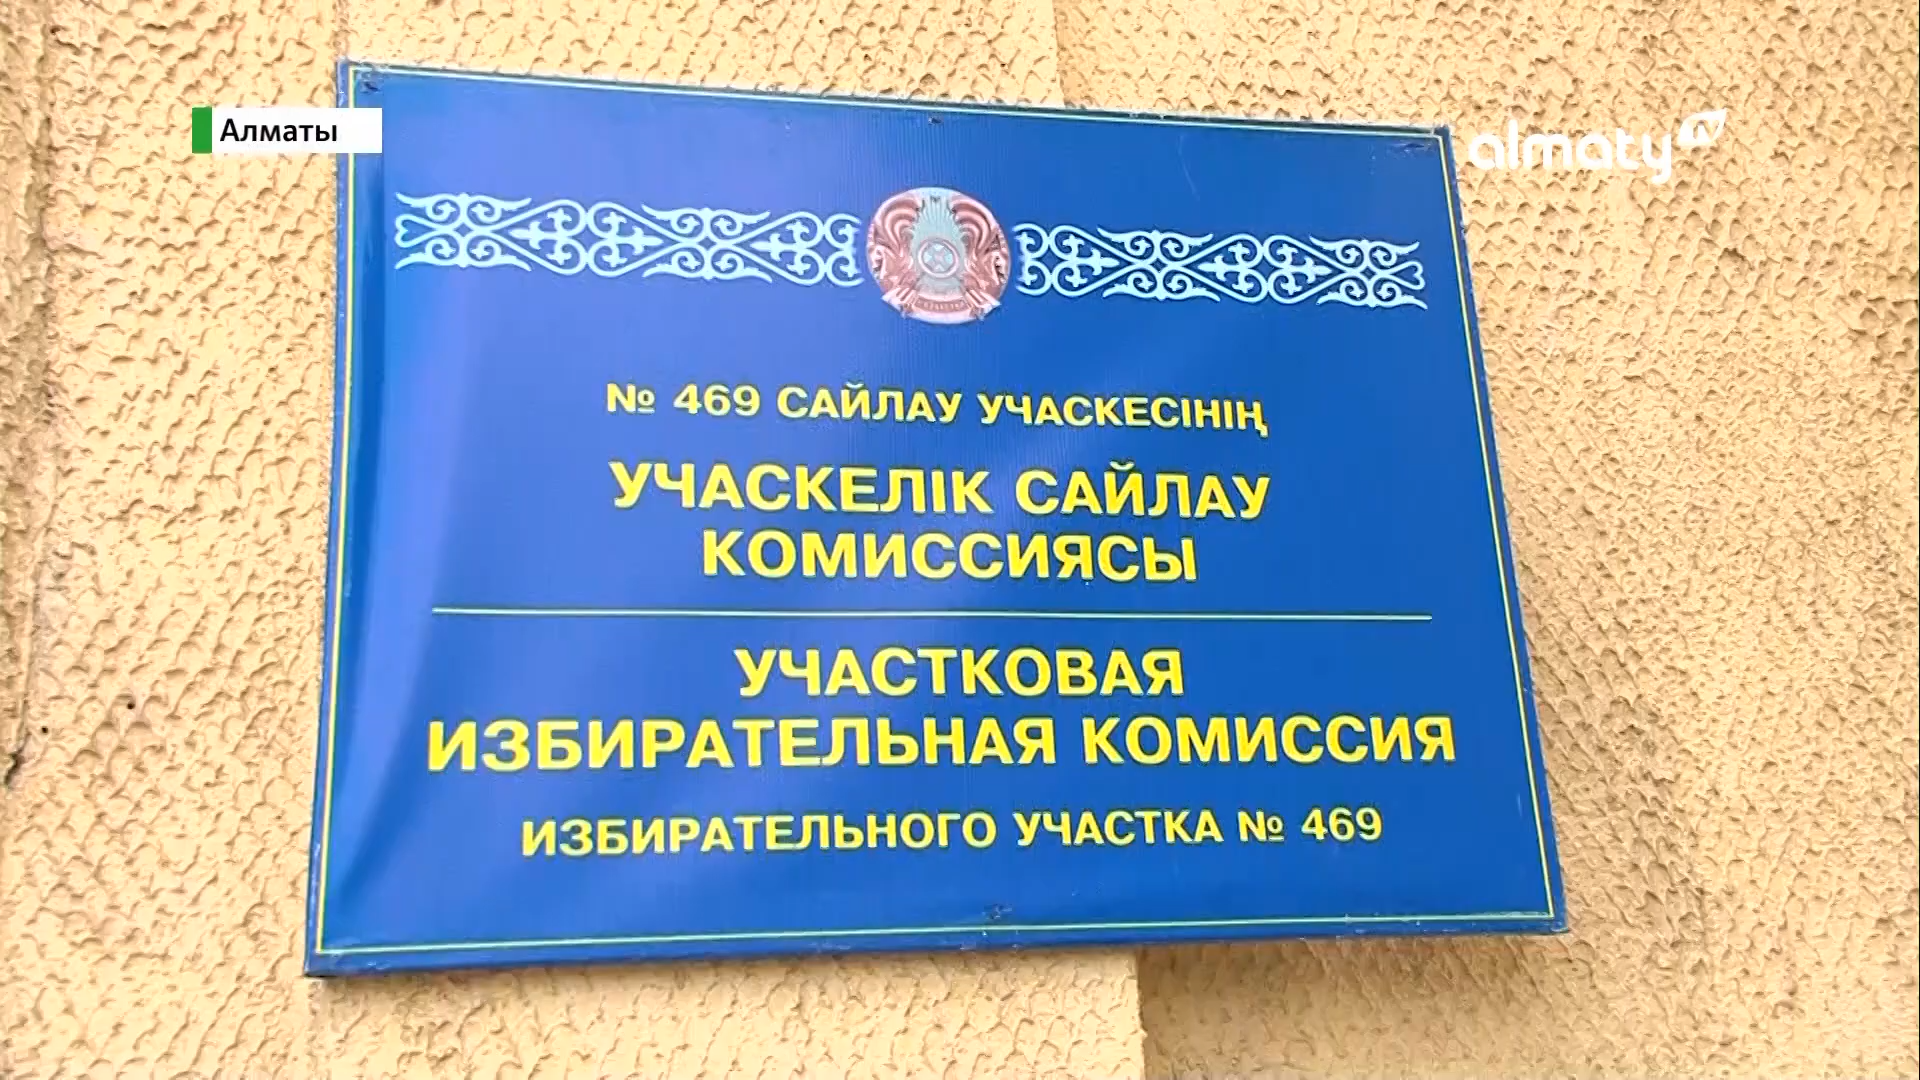 Алматы
almaty tv
№ 469 САЙЛАУ УЧАСКЕСІНІҢ
УЧАСКЕЛІК САЙЛАУ
КОМИССИЯСЫ
УЧАСТКОВАЯ
ИЗБИРАТЕЛЬНАЯ КОМИССИЯ
ИЗБИРАТЕЛЬНОГО УЧАСТКА № 469